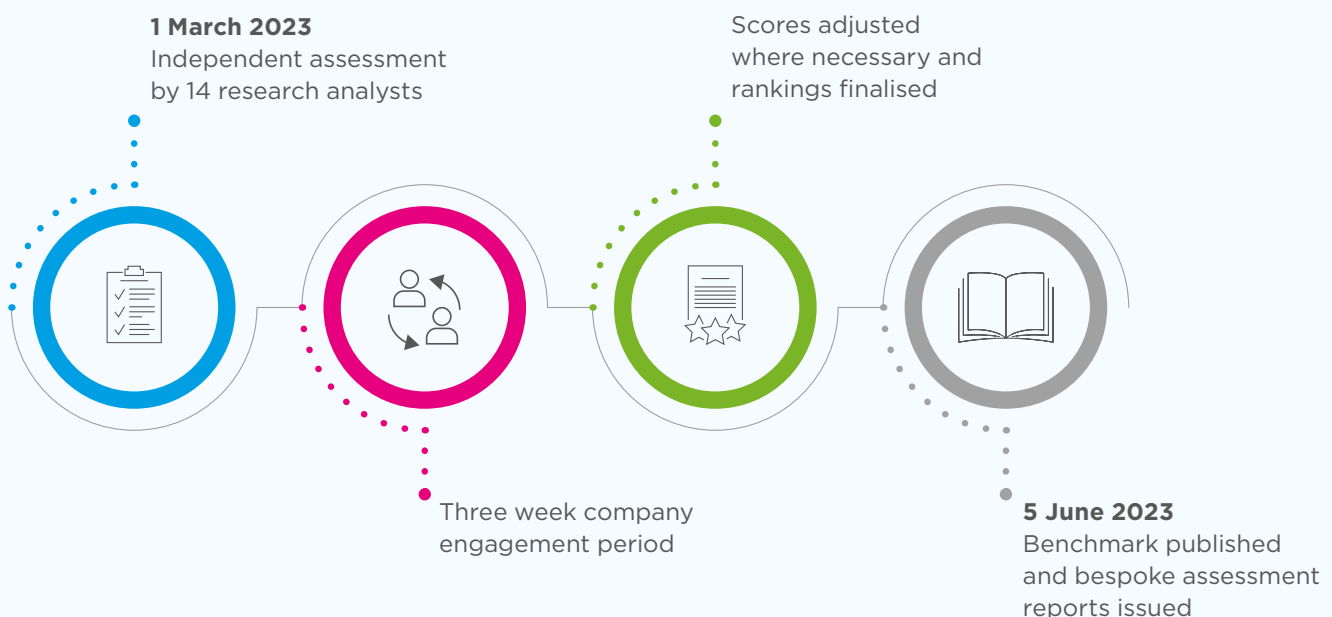 1 March 2023
Independent assessment
by 14 research analysts
Three week company
engagement period
Scores adjusted
where necessary and
rankings finalised
5 June 2023
Benchmark published
and bespoke assessment
reports issued